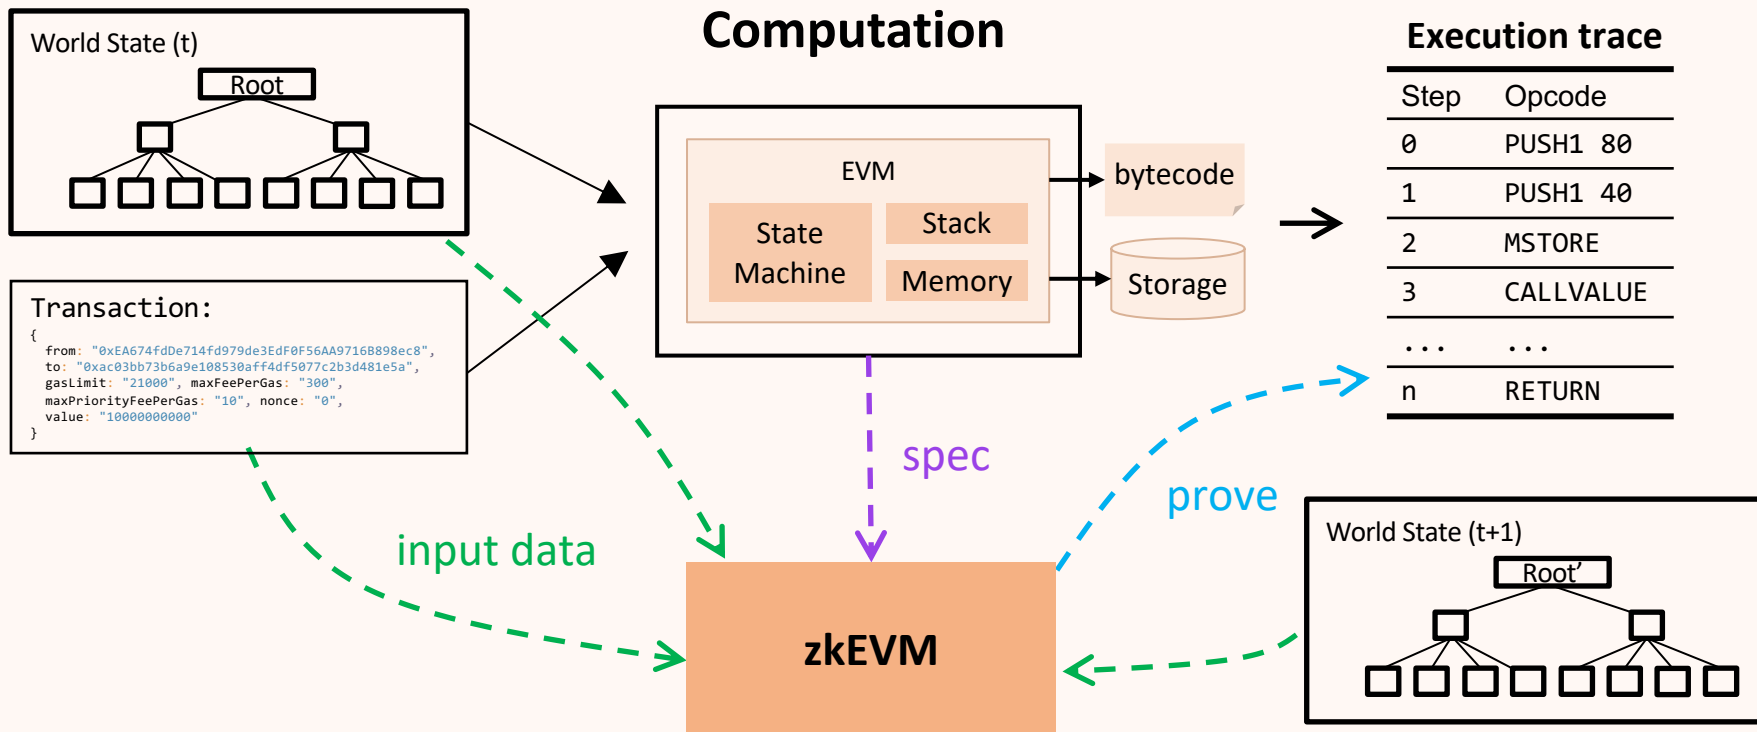 World State (t)
Root
Transaction:
{
from: "0xEA674fdDe714fd979de3EdF0F56AA9716B898ec8",
to: "0xac03bb73b6a9e108530aff4df5077c2b3d481e5a",
gasLimit: "21000", maxFeePerGas: "300",
maxPriorityFeePerGas: "10", nonce: "0",
value: "10000000000"
}
Computation
EVM
State
Machine
Stack
Memory
bytecode
Storage
Execution trace
Step Opcode
0 PUSH1 80
1 PUSH1 40
2 MSTORE
3 CALLVALUE
... ...
n RETURN
spec
prove
input data
zkEVM
World State (t+1)
Root'